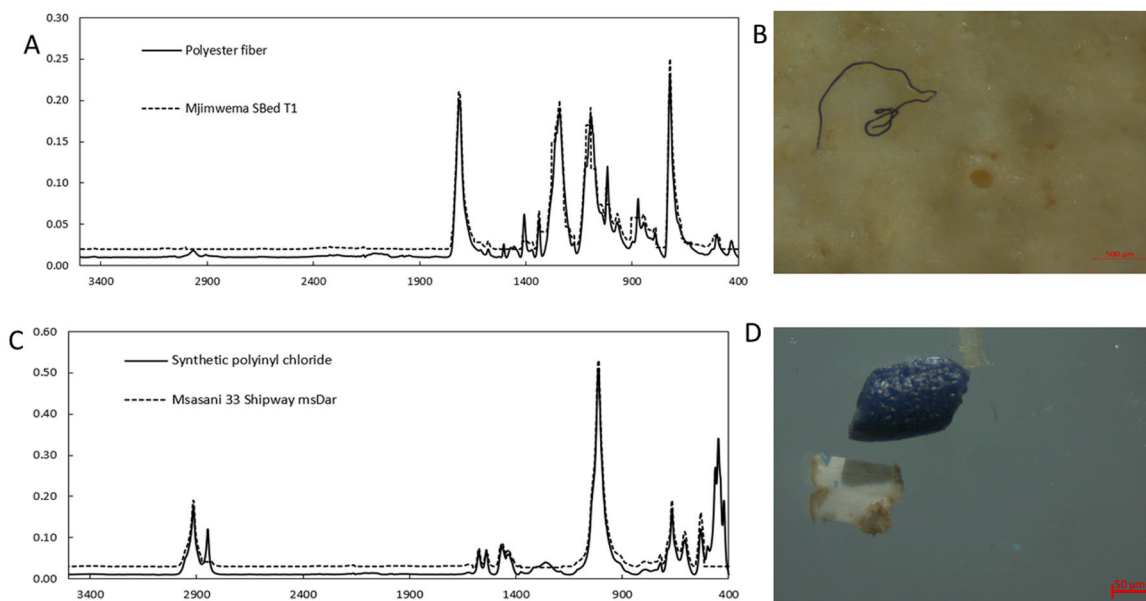 A
0.30
0.25
0.20
0.15
0.10
0.05
0.00
Polyester fiber
Mjimwema SBed T1
3400 2900 2400 1900 1400 900 400
B
500 µm
C
0.60
0.50
0.40
0.30
0.20
0.10
0.00
Synthetic polyinyl chloride
Msasani 33 Shipway msDar
3400 2900 2400 1900 1400 900 400
D
50 µm